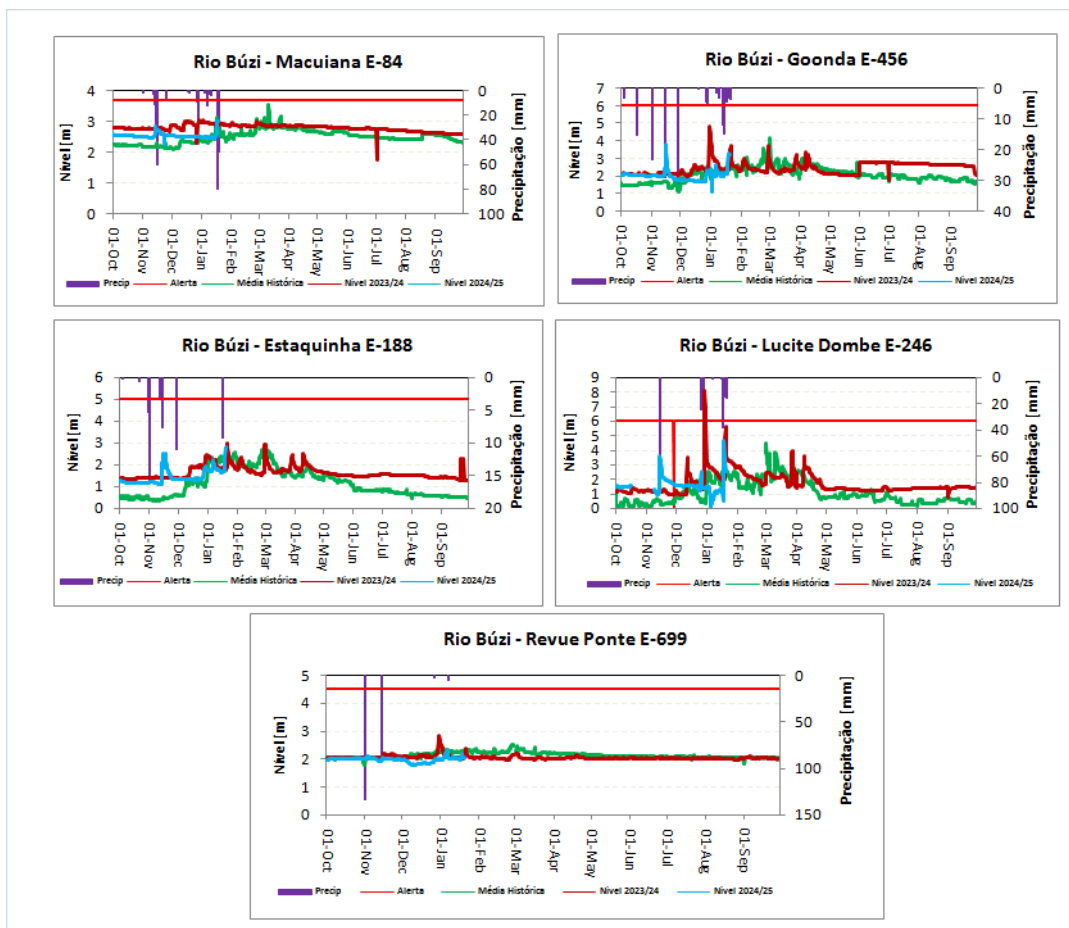 Rio Búzi - Macuiana E-84
Nível [m]
4
3
2
1
0
0
20
40
60
80
100
Precipitação [mm]
01-Oct
01-Nov
01-Dec
01-Jan
01-Feb
01-Mar
01-Apr
01-May
01-Jun
01-Jul
01-Aug
01-Sep
Precip
Alerta
Média Histórica
Nivel 2023/24
Nivel 2024/25
Rio Búzi - Goonda E-456
Nível [m]
7
6
5
4
3
2
1
0
0
10
20
30
40
Precipitação [mm]
01-Oct
01-Nov
01-Dec
01-Jan
01-Feb
01-Mar
01-Apr
01-May
01-Jun
01-Jul
01-Aug
01-Sep
Precip
Alerta
Média Histórica
Nivel 2023/24
Nivel 2024/25
Rio Búzi - Estaquinha E-188
Nível [m]
6
5
4
3
2
1
0
0
5
10
15
20
Precipitação [mm]
01-Oct
01-Nov
01-Dec
01-Jan
01-Feb
01-Mar
01-Apr
01-May
01-Jun
01-Jul
01-Aug
01-Sep
Precip
Alerta
Média Histórica
Nivel 2023/24
Nivel 2024/25
Rio Búzi - Lucite Dombe E-246
Nível [m]
9
8
7
6
5
4
3
2
1
0
0
20
40
60
80
100
Precipitação [mm]
01-Oct
01-Nov
01-Dec
01-Jan
01-Feb
01-Mar
01-Apr
01-May
01-Jun
01-Jul
01-Aug
01-Sep
Precip
Alerta
Média Histórica
Nivel 2023/24
Nivel 2024/25
Rio Búzi - Revue Ponte E-699
Nível [m]
5
4
3
2
1
0
0
50
100
150
Precipitação [mm]
01-Oct
01-Nov
01-Dec
01-Jan
01-Feb
01-Mar
01-Apr
01-May
01-Jun
01-Jul
01-Aug
01-Sep
Precip
Alerta
Média Histórica
Nivel 2023/24
Nivel 2024/25